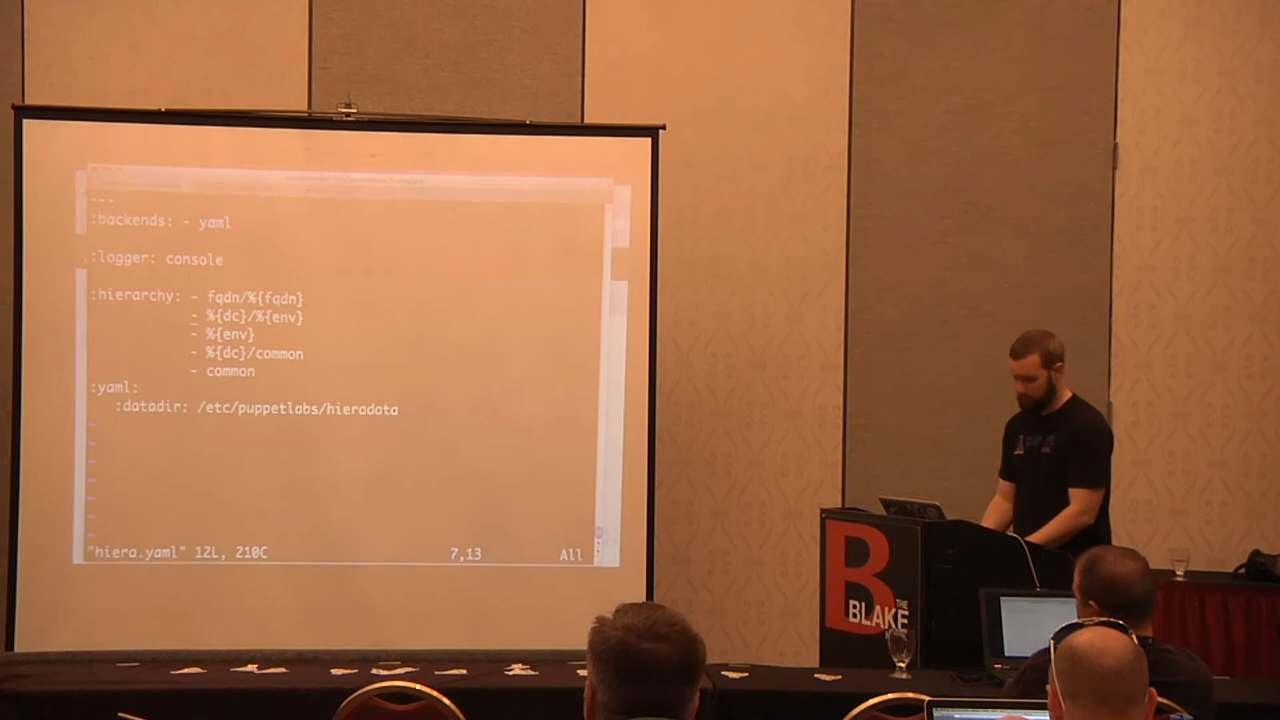 ---
:backends: - yaml
:logger: console
:hierarchy: - fqdn/%{fqdn}
- %{dc}/%{env}
- %{env}
- %{dc}/common
- common
:yaml:
:datadir: /etc/puppetlabs/hieradata
~
~
~
~
~
~
~
"hiera.yaml" 12L, 210C 7,13 All
B
THE
BLAKE